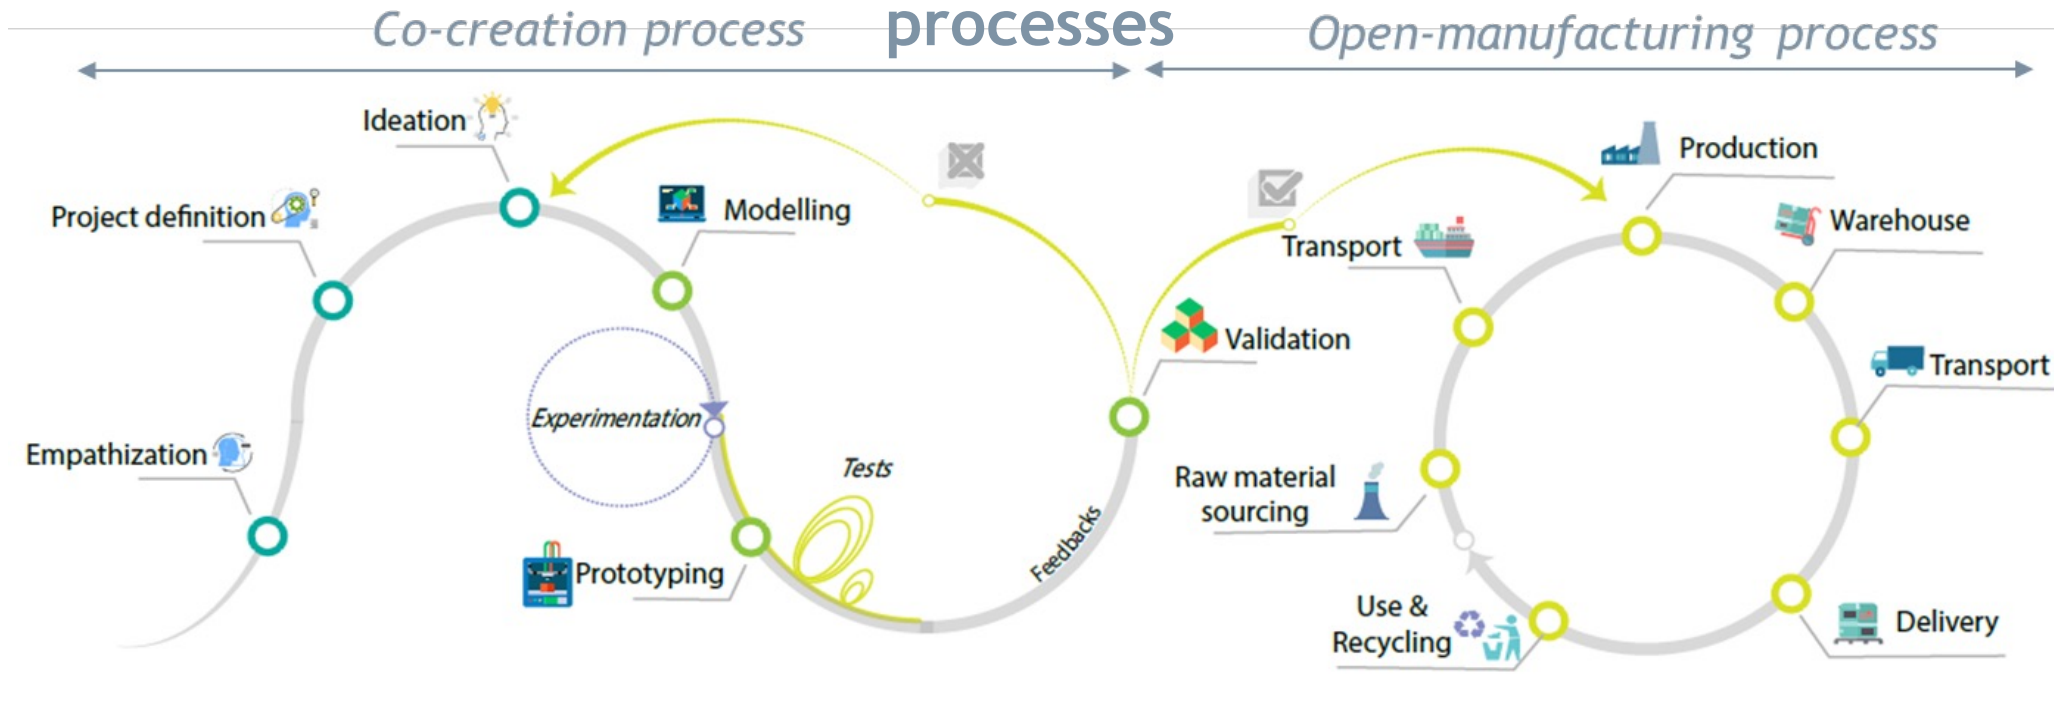 Co-creation process
processes
Open-manufacturing process
Ideation
Project definition
Modelling
Empathization
Experimentation
Tests
Prototyping
Feedbacks
Validation
Production
Transport
Warehouse
Transport
Raw material
sourcing
Use &
Recycling
Delivery